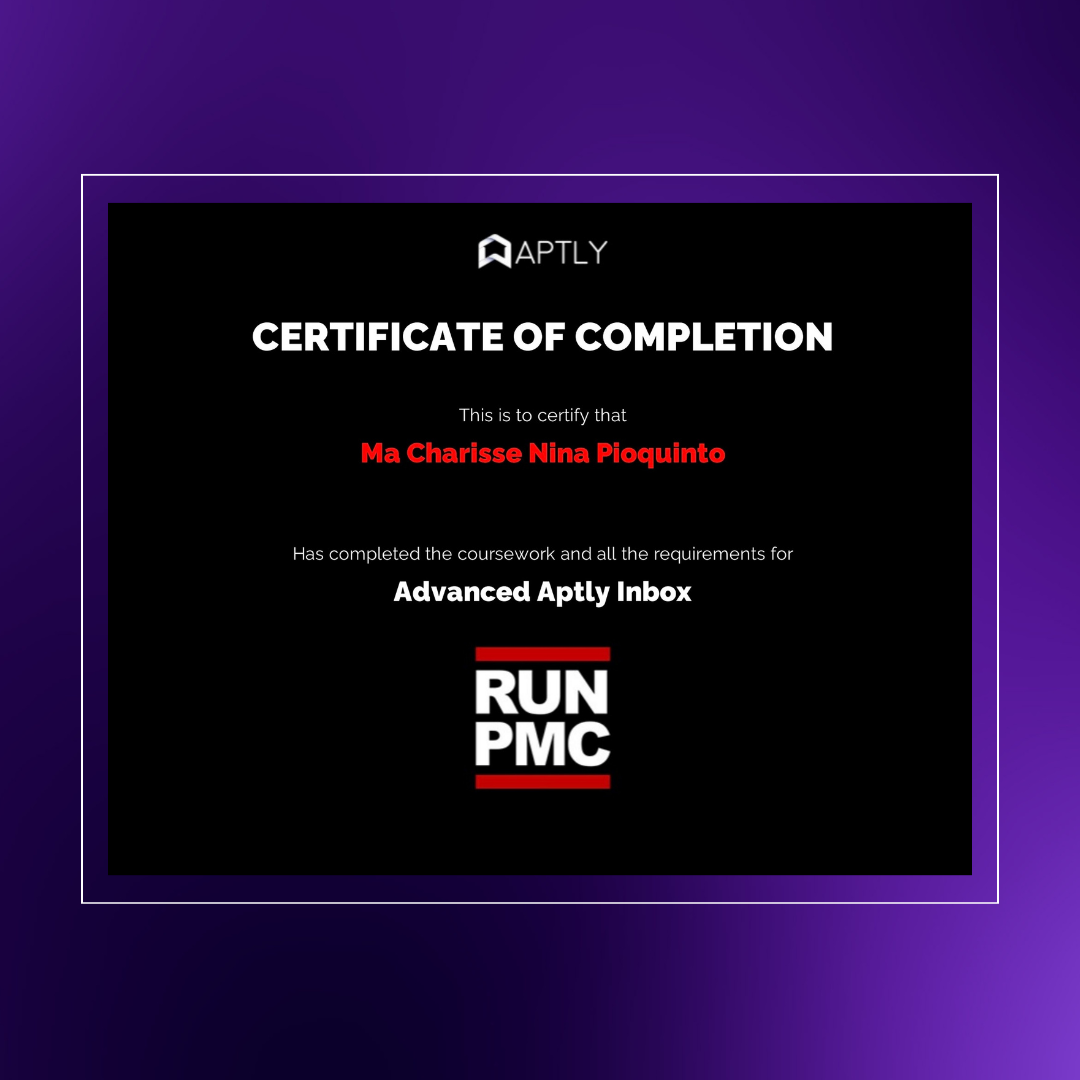 APTLY
CERTIFICATE OF COMPLETION
This is to certify that
Ma Charisse Nina Pioquinto
Has completed the coursework and all the requirements for
Advanced Aptly Inbox
RUN
PMC